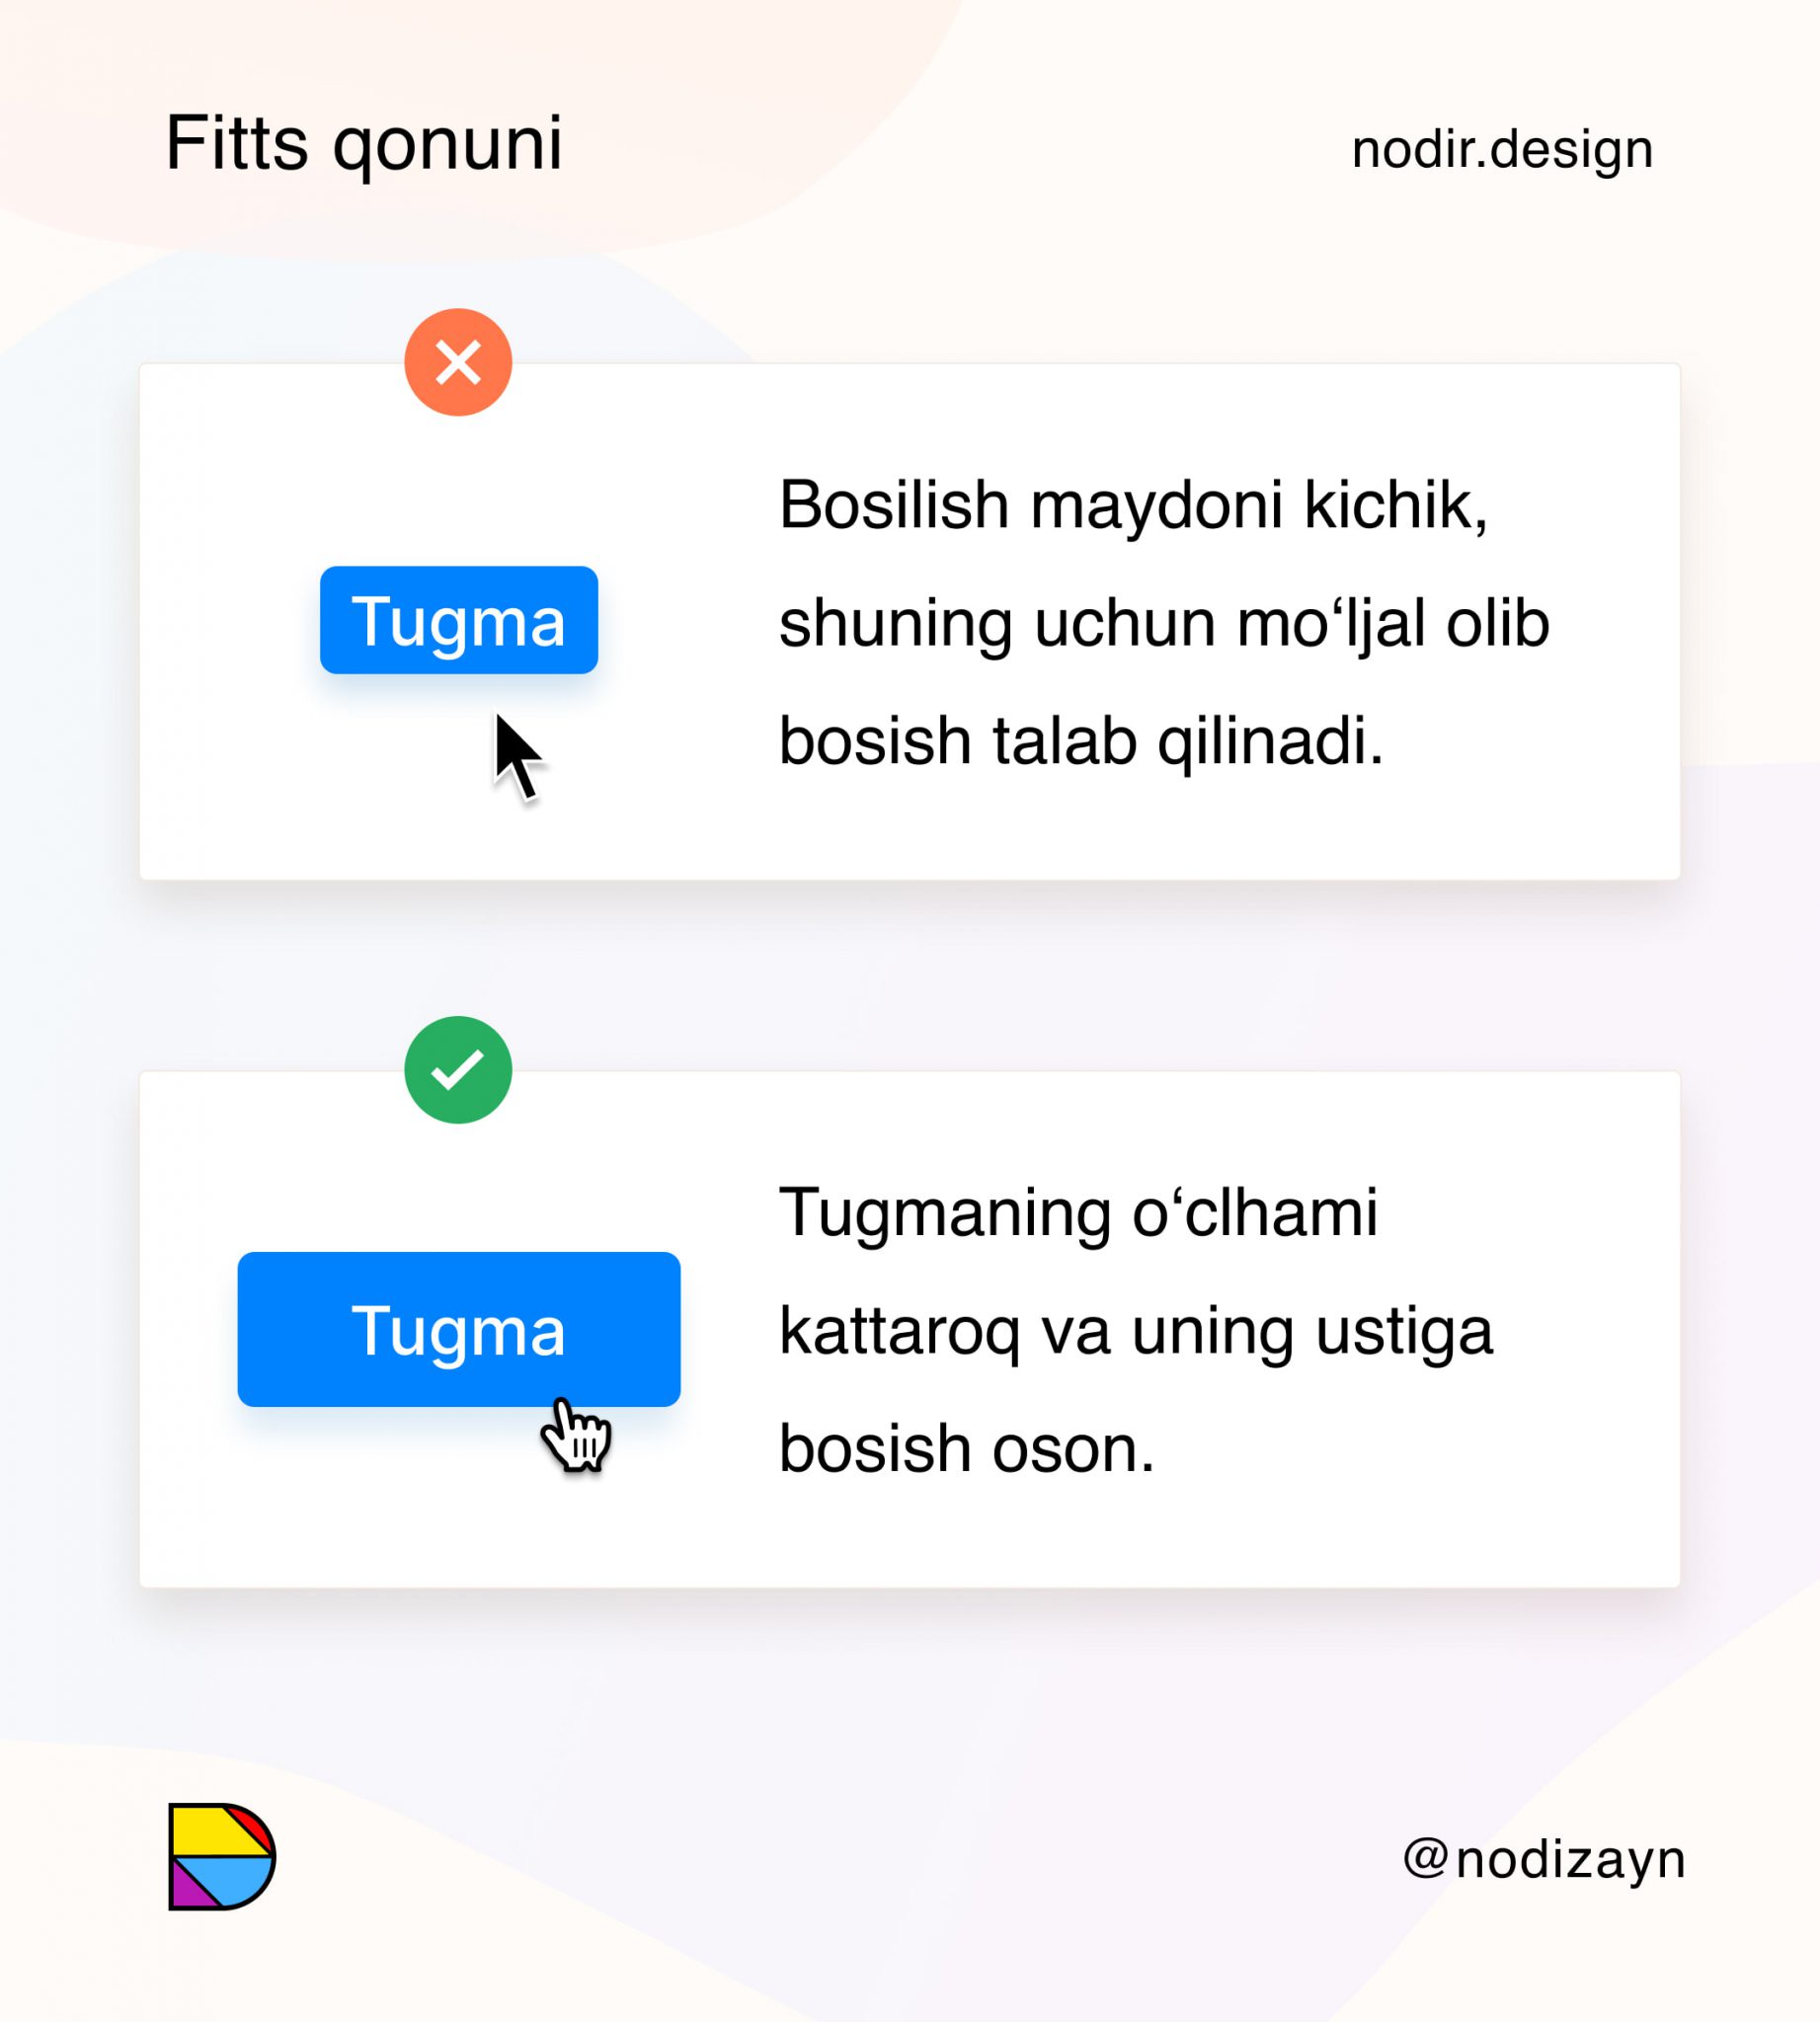 Fitts qonuni
nodir.design
Tugma
Bosilish maydoni kichik,
shuning uchun mo‘ljal olib
bosish talab qilinadi.
Tugma
Tugmaning o‘clhami
kattaroq va uning ustiga
bosish oson.
@nodizayn